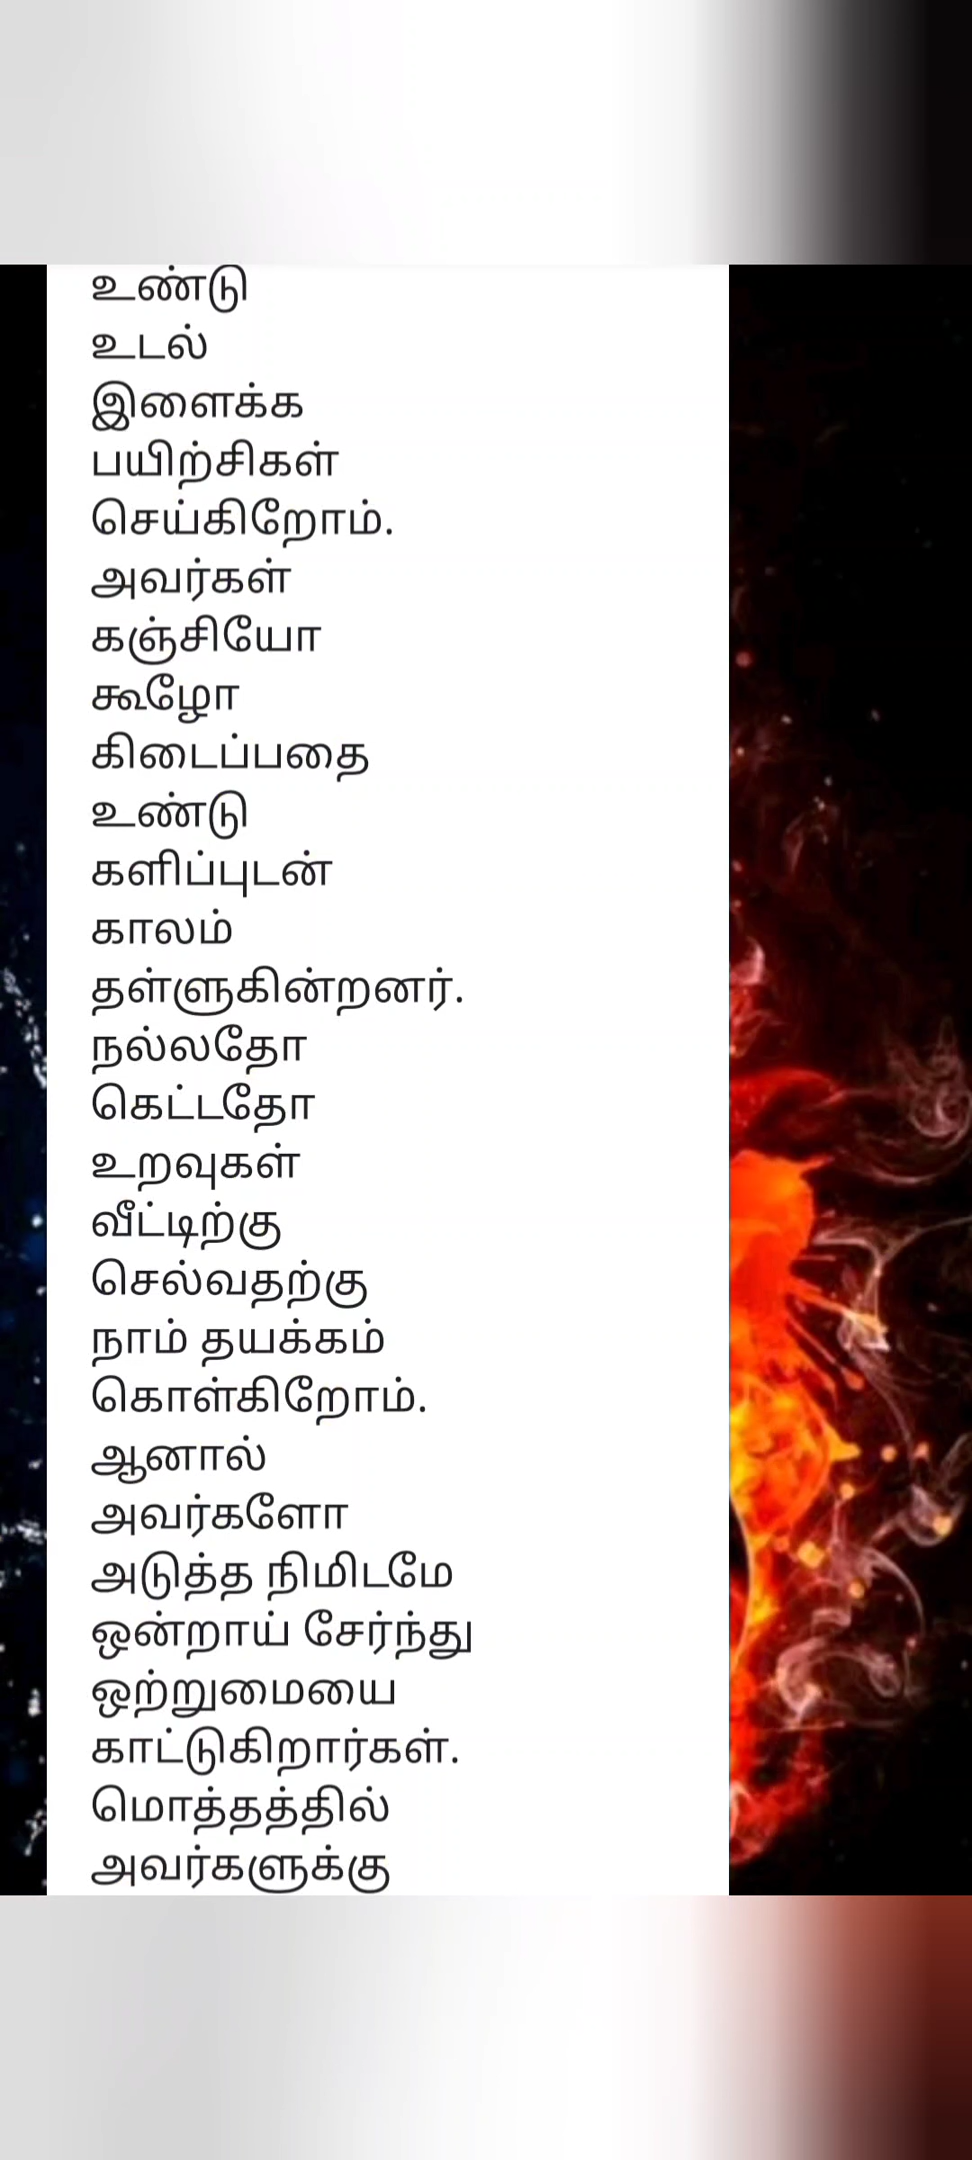 உண்டு
உடல்
இளைக்க
பயிற்சிகள்
செய்கிறோம்.
அவர்கள்
கஞ்சியோ
கூழோ
கிடைப்பதை
உண்டு
களிப்புடன்
காலம்
தள்ளுகின்றனர்.
நல்லதோ
கெட்டதோ
உறவுகள்
வீட்டிற்கு
செல்வதற்கு
நாம் தயக்கம்
கொள்கிறோம்.
ஆனால்
அவர்களோ
அடுத்த நிமிடமே
ஒன்றாய் சேர்ந்து
ஒற்றுமையை
காட்டுகிறார்கள்.
மொத்தத்தில்
அவர்களுக்கு